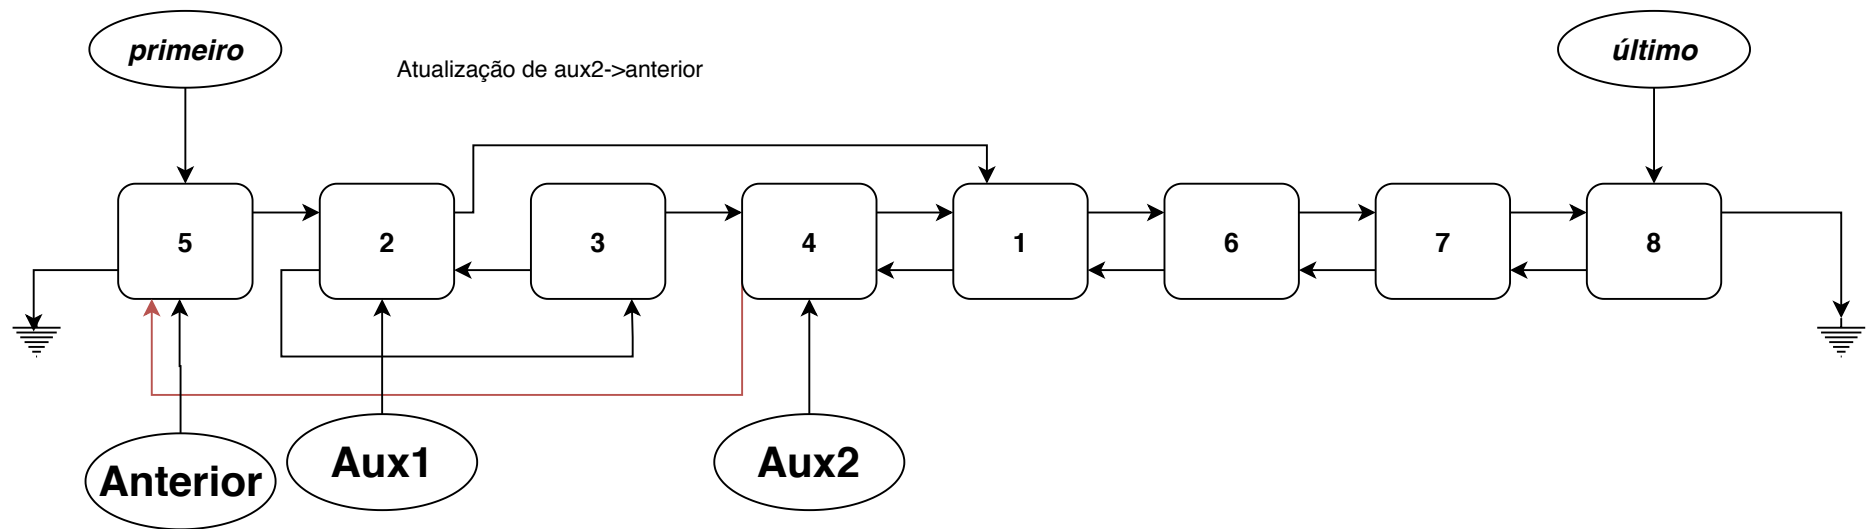 primeiro
Atualização de aux2->anterior
último
5
2
3
4
1
6
7
8
Anterior
Aux1
Aux2